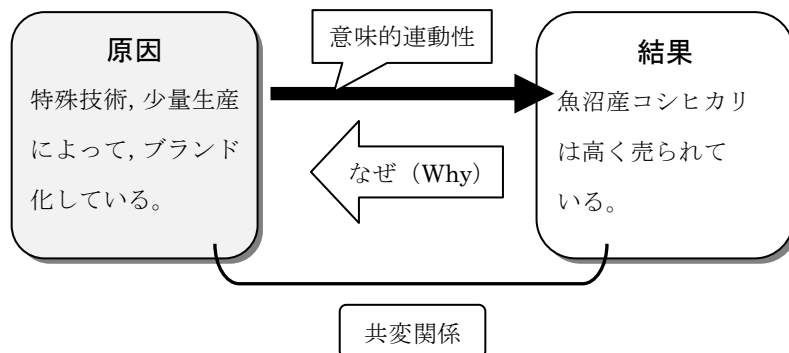 原因
特殊技術, 少量生産
によって, ブランド
化している。
意味的連動性
なぜ（Why）
結果
魚沼産コシヒカリ
は高く売られて
いる。
共変関係